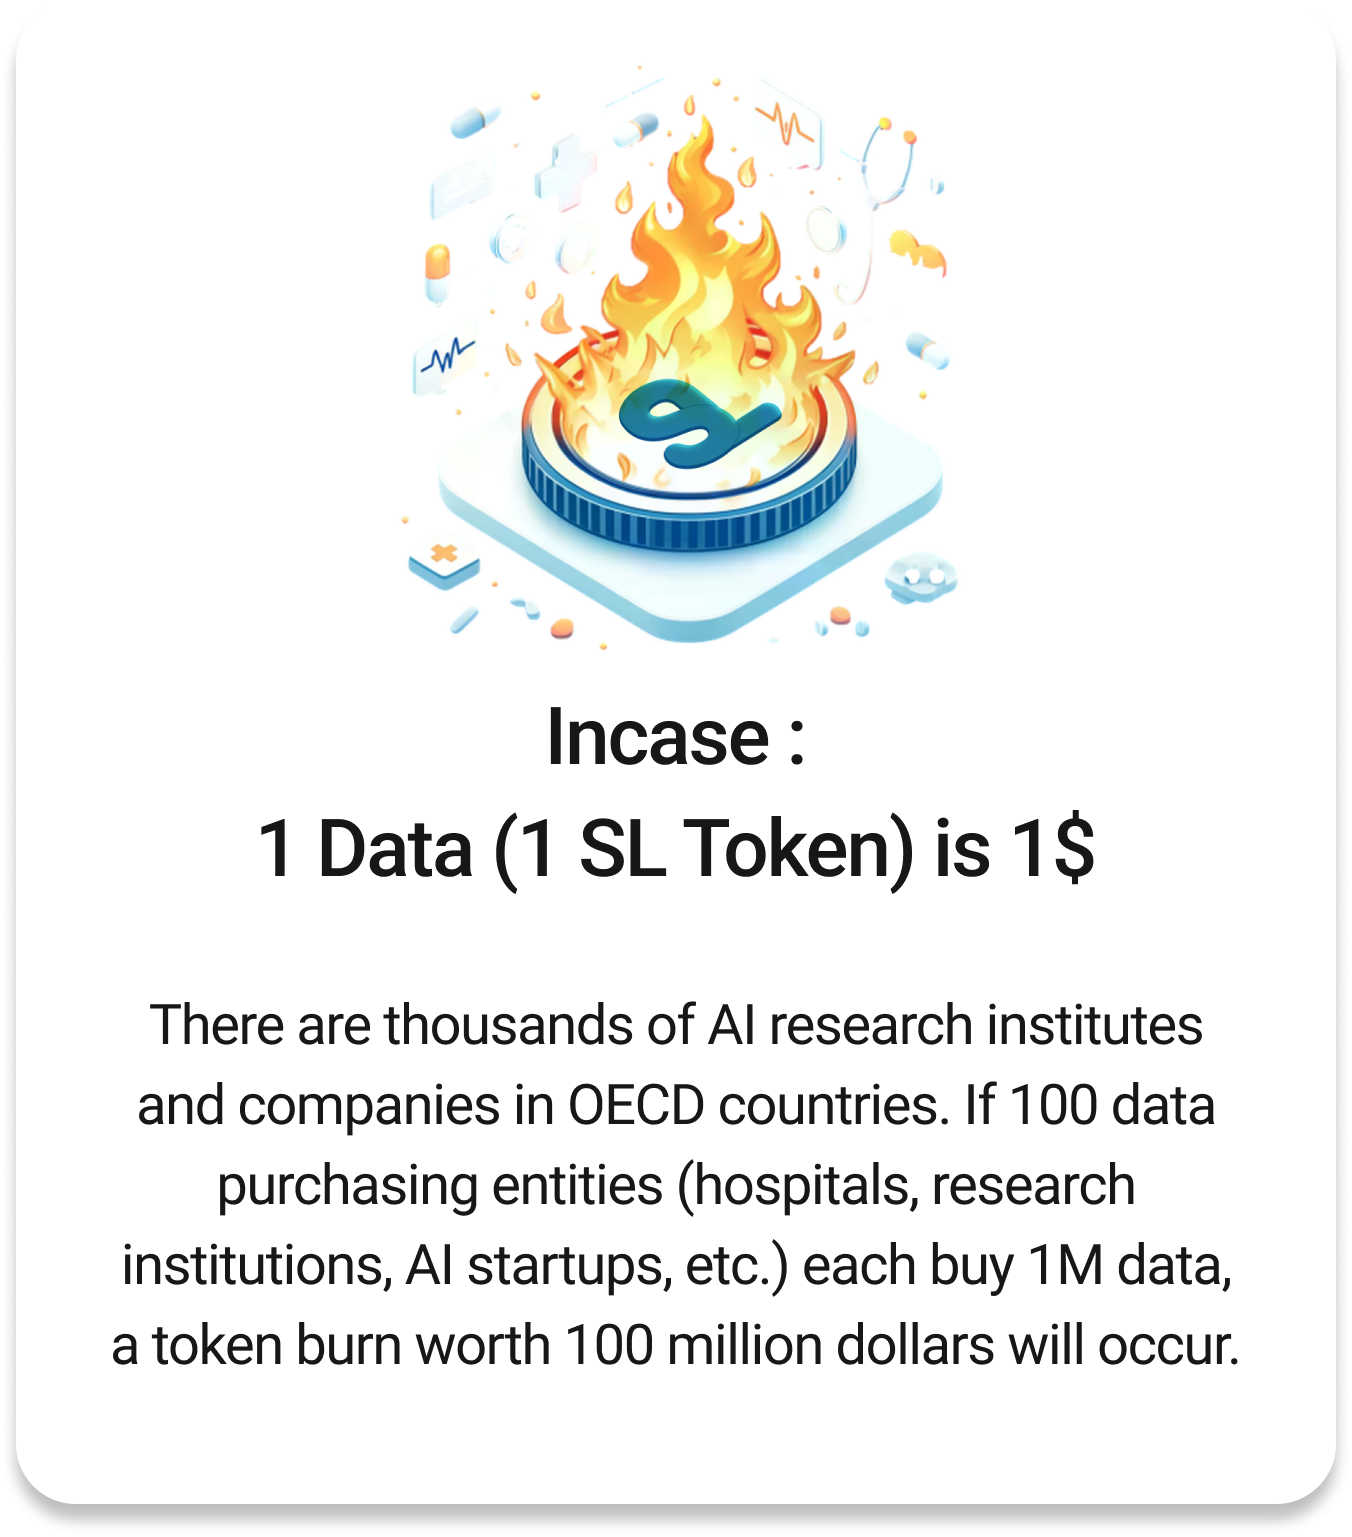 Incase :
1 Data (1 SL Token) is 1$
There are thousands of AI research institutes
and companies in OECD countries. If 100 data
purchasing entities (hospitals, research
institutions, AI startups, etc.) each buy 1M data,
a token burn worth 100 million dollars will occur.